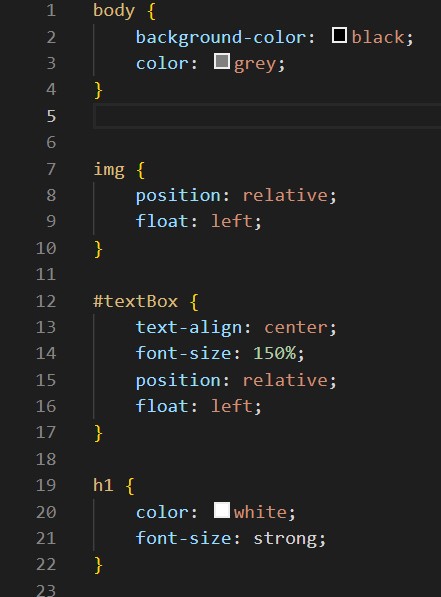 1 body {
2     background-color: black;
3     color: grey;
4 }
5
6
7 img {
8     position: relative;
9     float: left;
10 }
11
12 #textBox {
13     text-align: center;
14     font-size: 150%;
15     position: relative;
16     float: left;
17 }
18
19 h1 {
20     color: white;
21     font-size: strong;
22 }
23